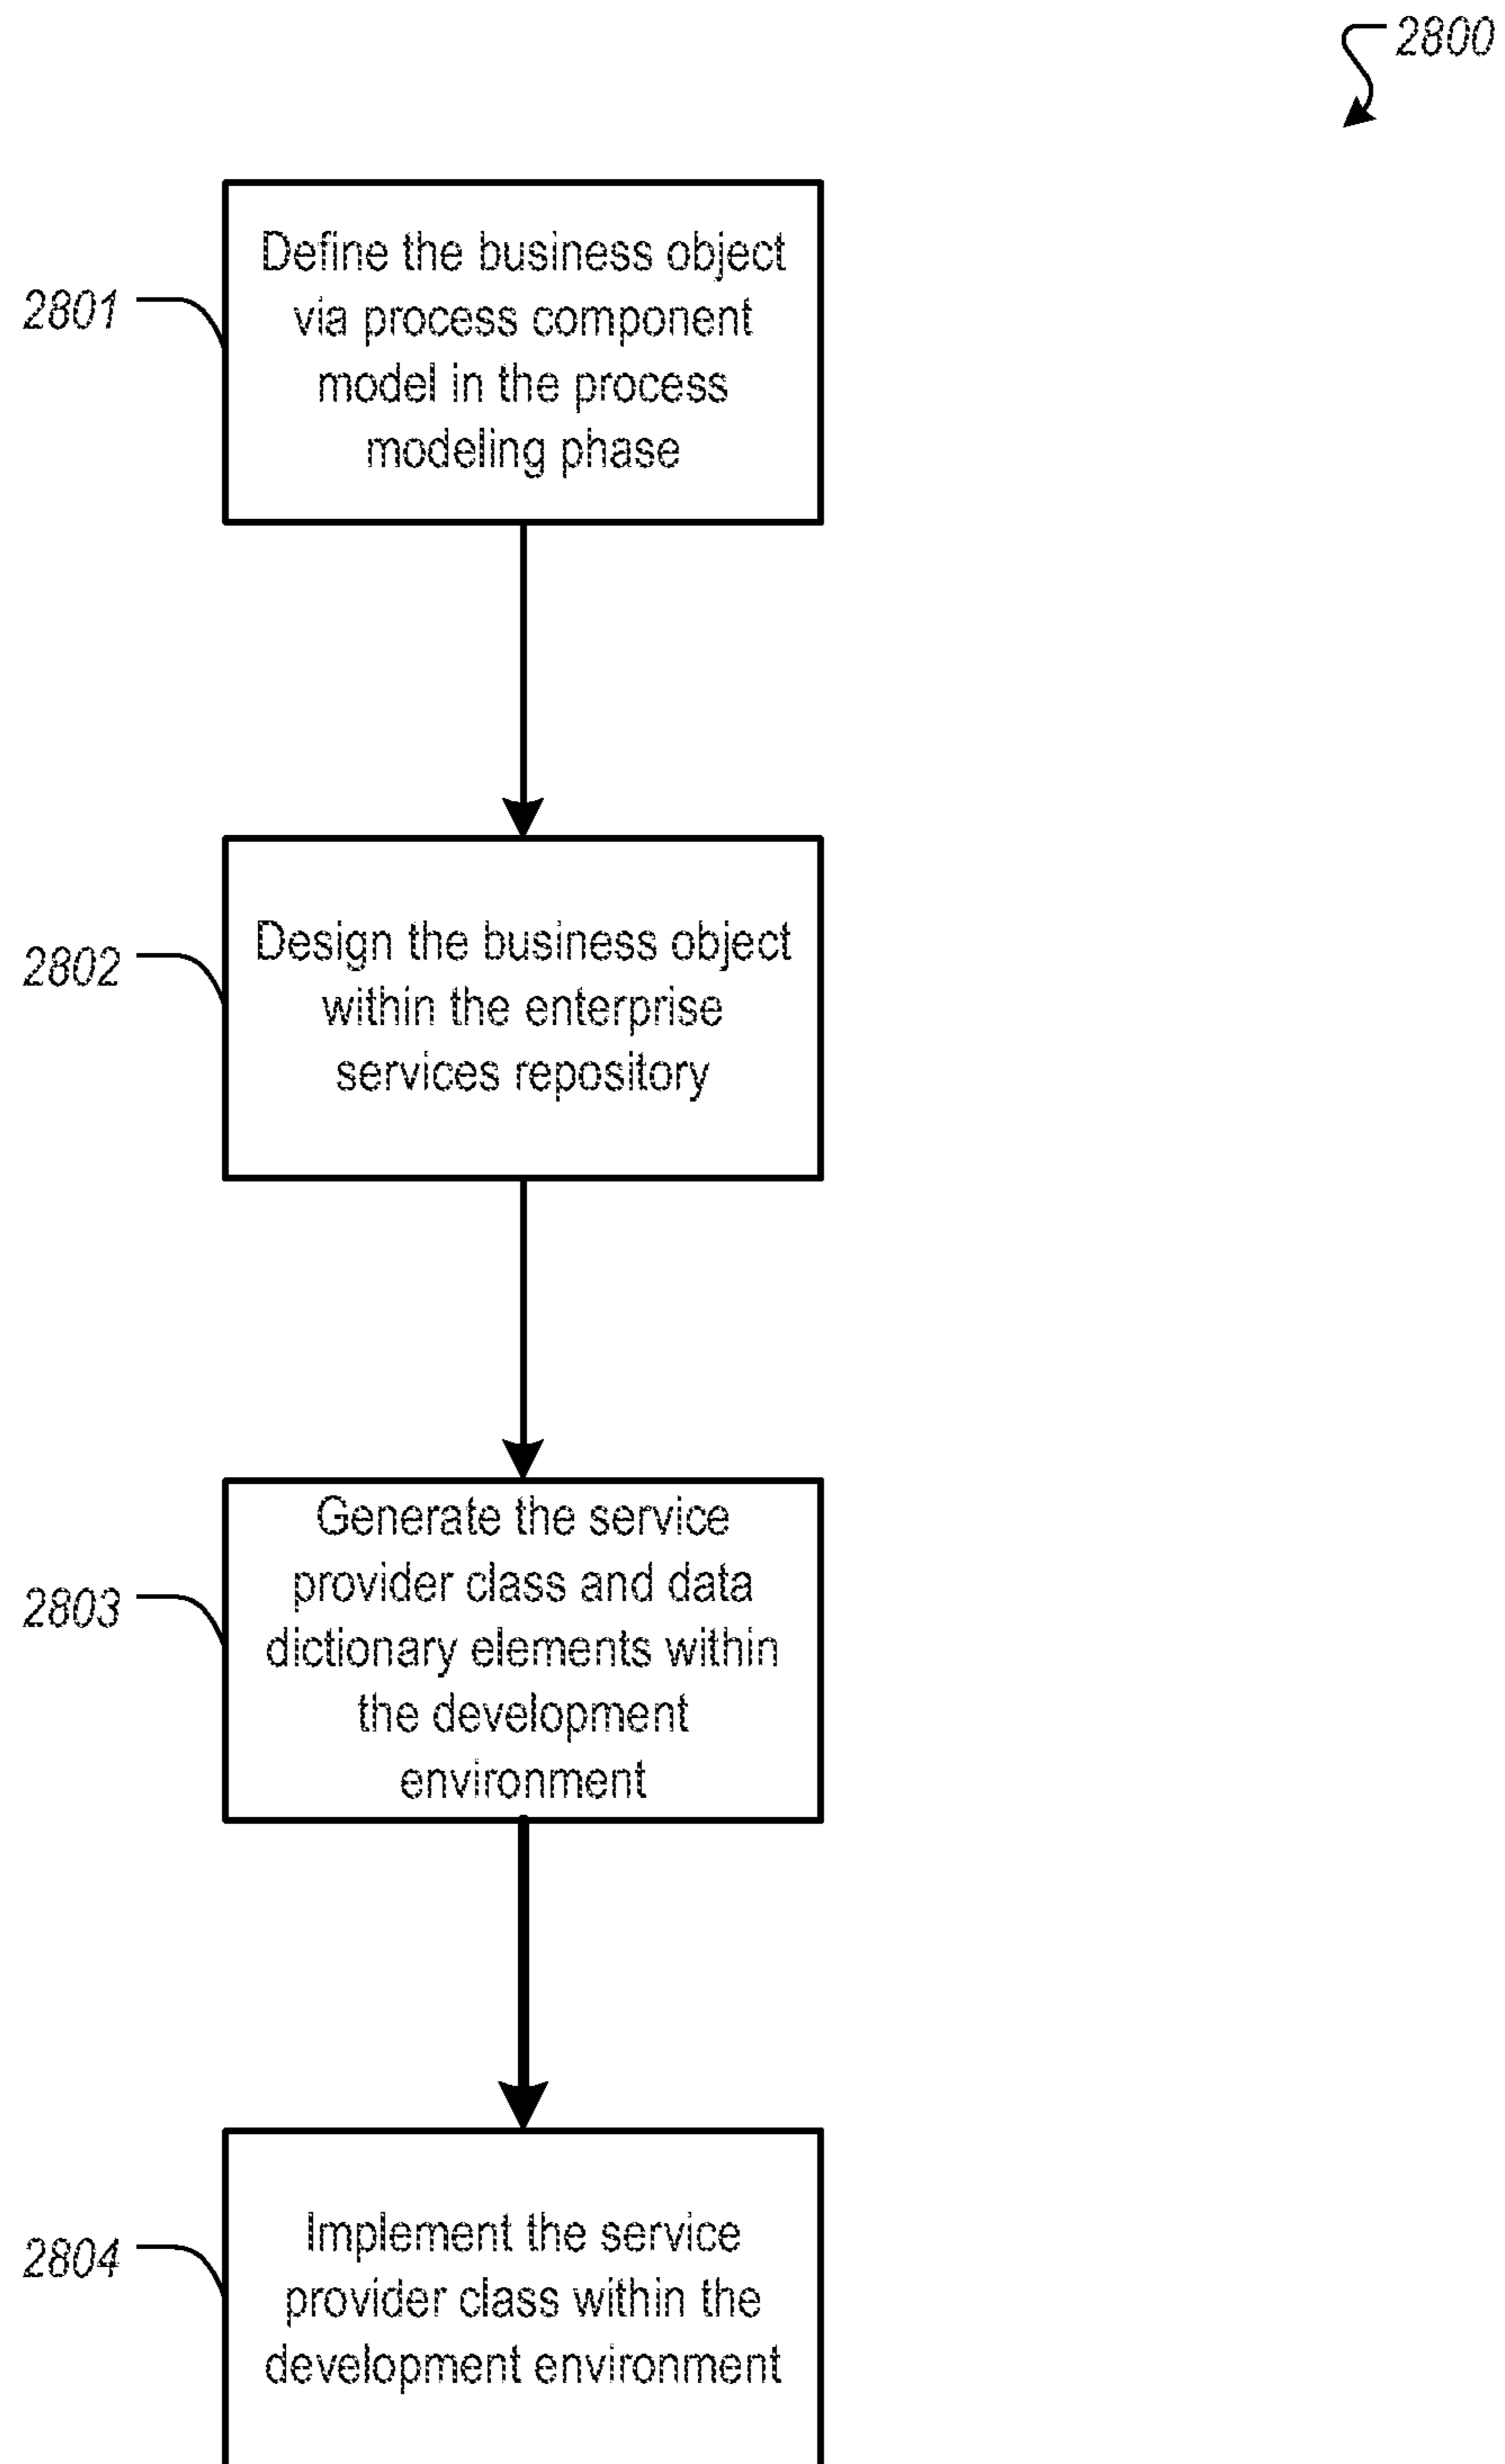 2800
2801
Define the business object
via process component
model in the process
modeling phase
2802
Design the business object
within the enterprise
services repository
2803
Generate the service
provider class and data
dictionary elements within
the development
environment
2804
Implement the service
provider class within the
development environment